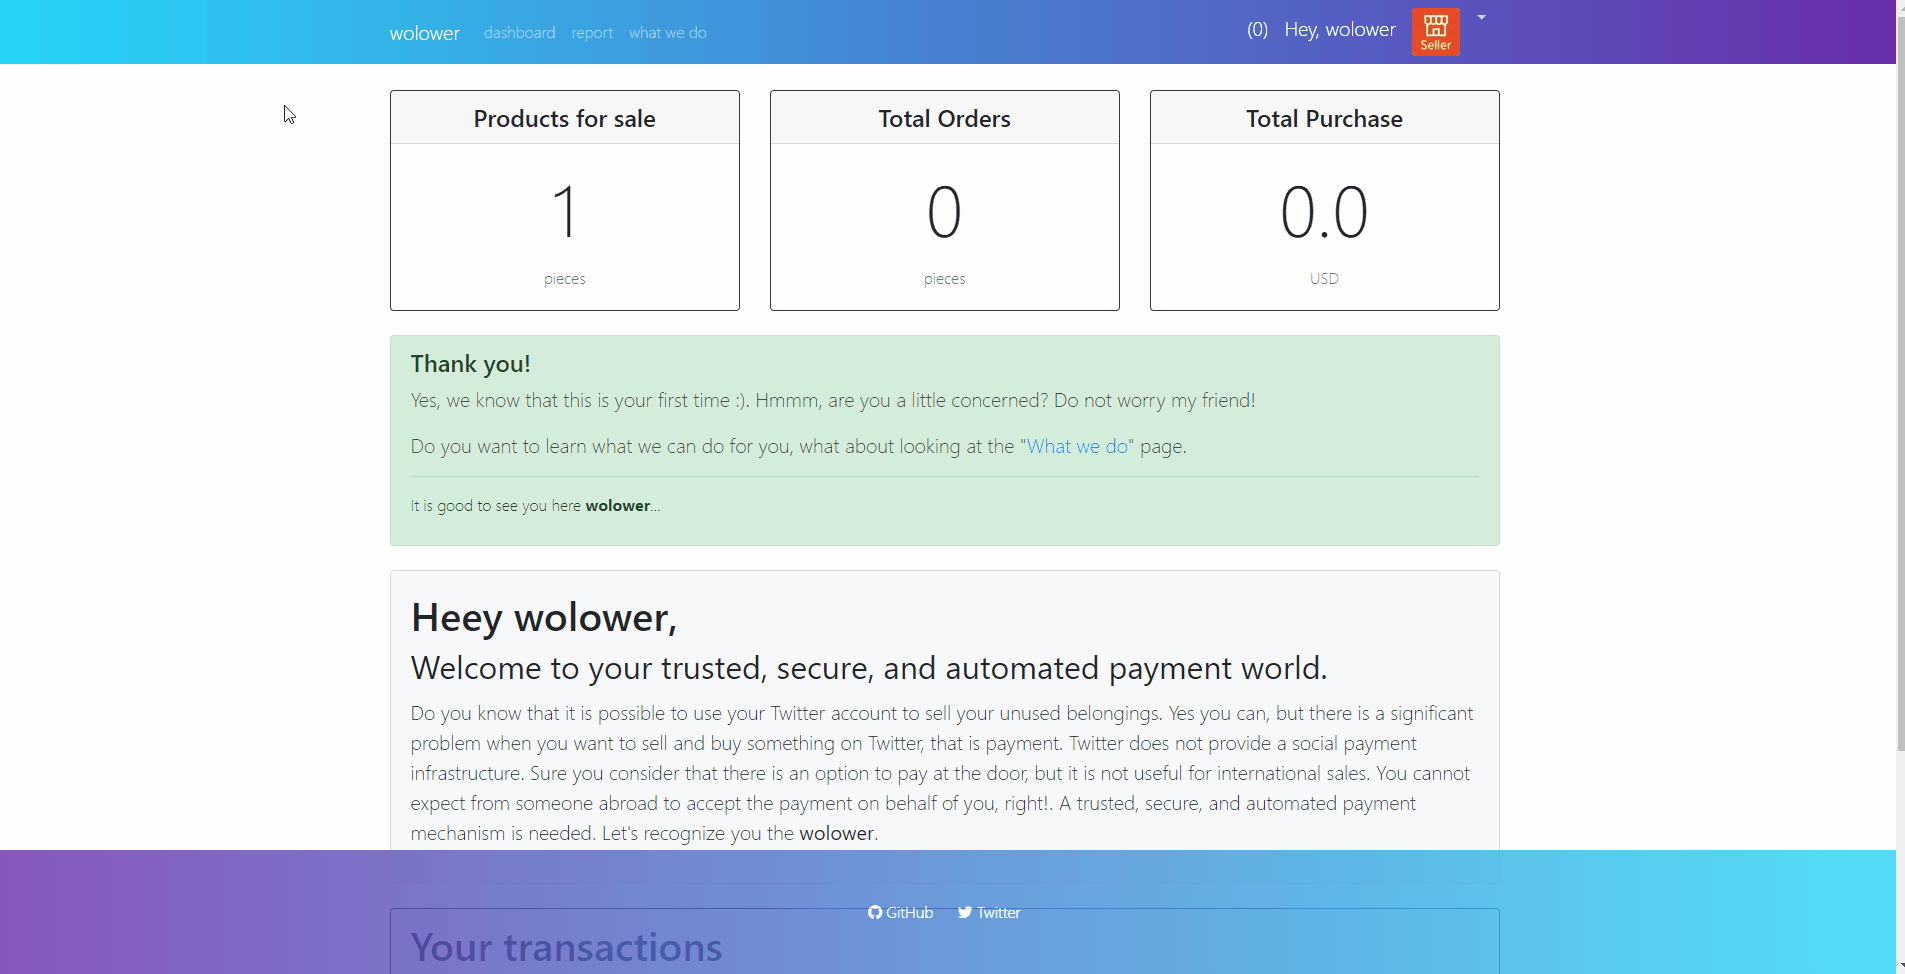 wolower dashboard report what we do (0) Hey, wolower
Seller
Products for sale Total Orders Total Purchase
1 0 0.0
pieces pieces USD
Thank you!
Yes, we know that this is your first time :). Hmmm, are you a little concerned? Do not worry my friend!
Do you want to learn what we can do for you, what about looking at the "What we do" page.
It is good to see you here wolower...
Heey wolower,
Welcome to your trusted, secure, and automated payment world.
Do you know that it is possible to use your Twitter account to sell your unused belongings. Yes you can, but there is a significant
problem when you want to sell and buy something on Twitter, that is payment. Twitter does not provide a social payment
infrastructure. Sure you consider that there is an option to pay at the door, but it is not useful for international sales. You cannot
expect from someone abroad to accept the payment on behalf of you, right!. A trusted, secure, and automated payment
mechanism is needed. Let's recognize you the wolower.
GitHub Twitter
Your transactions